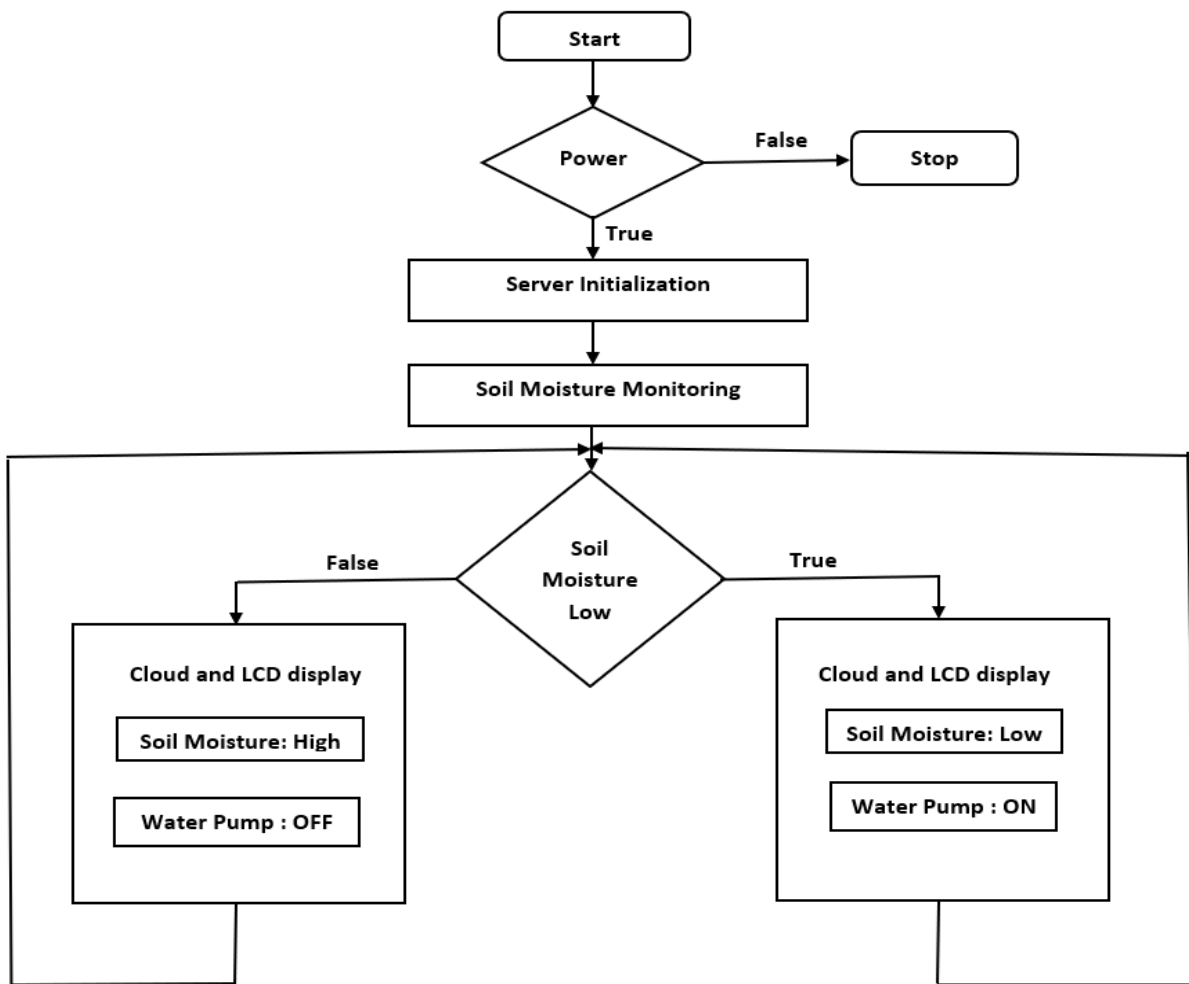 Start
Power
False
Stop
True
Server Initialization
Soil Moisture Monitoring
Soil
Moisture
Low
False
True
Cloud and LCD display
Soil Moisture: High
Water Pump : OFF
Cloud and LCD display
Soil Moisture: Low
Water Pump : ON